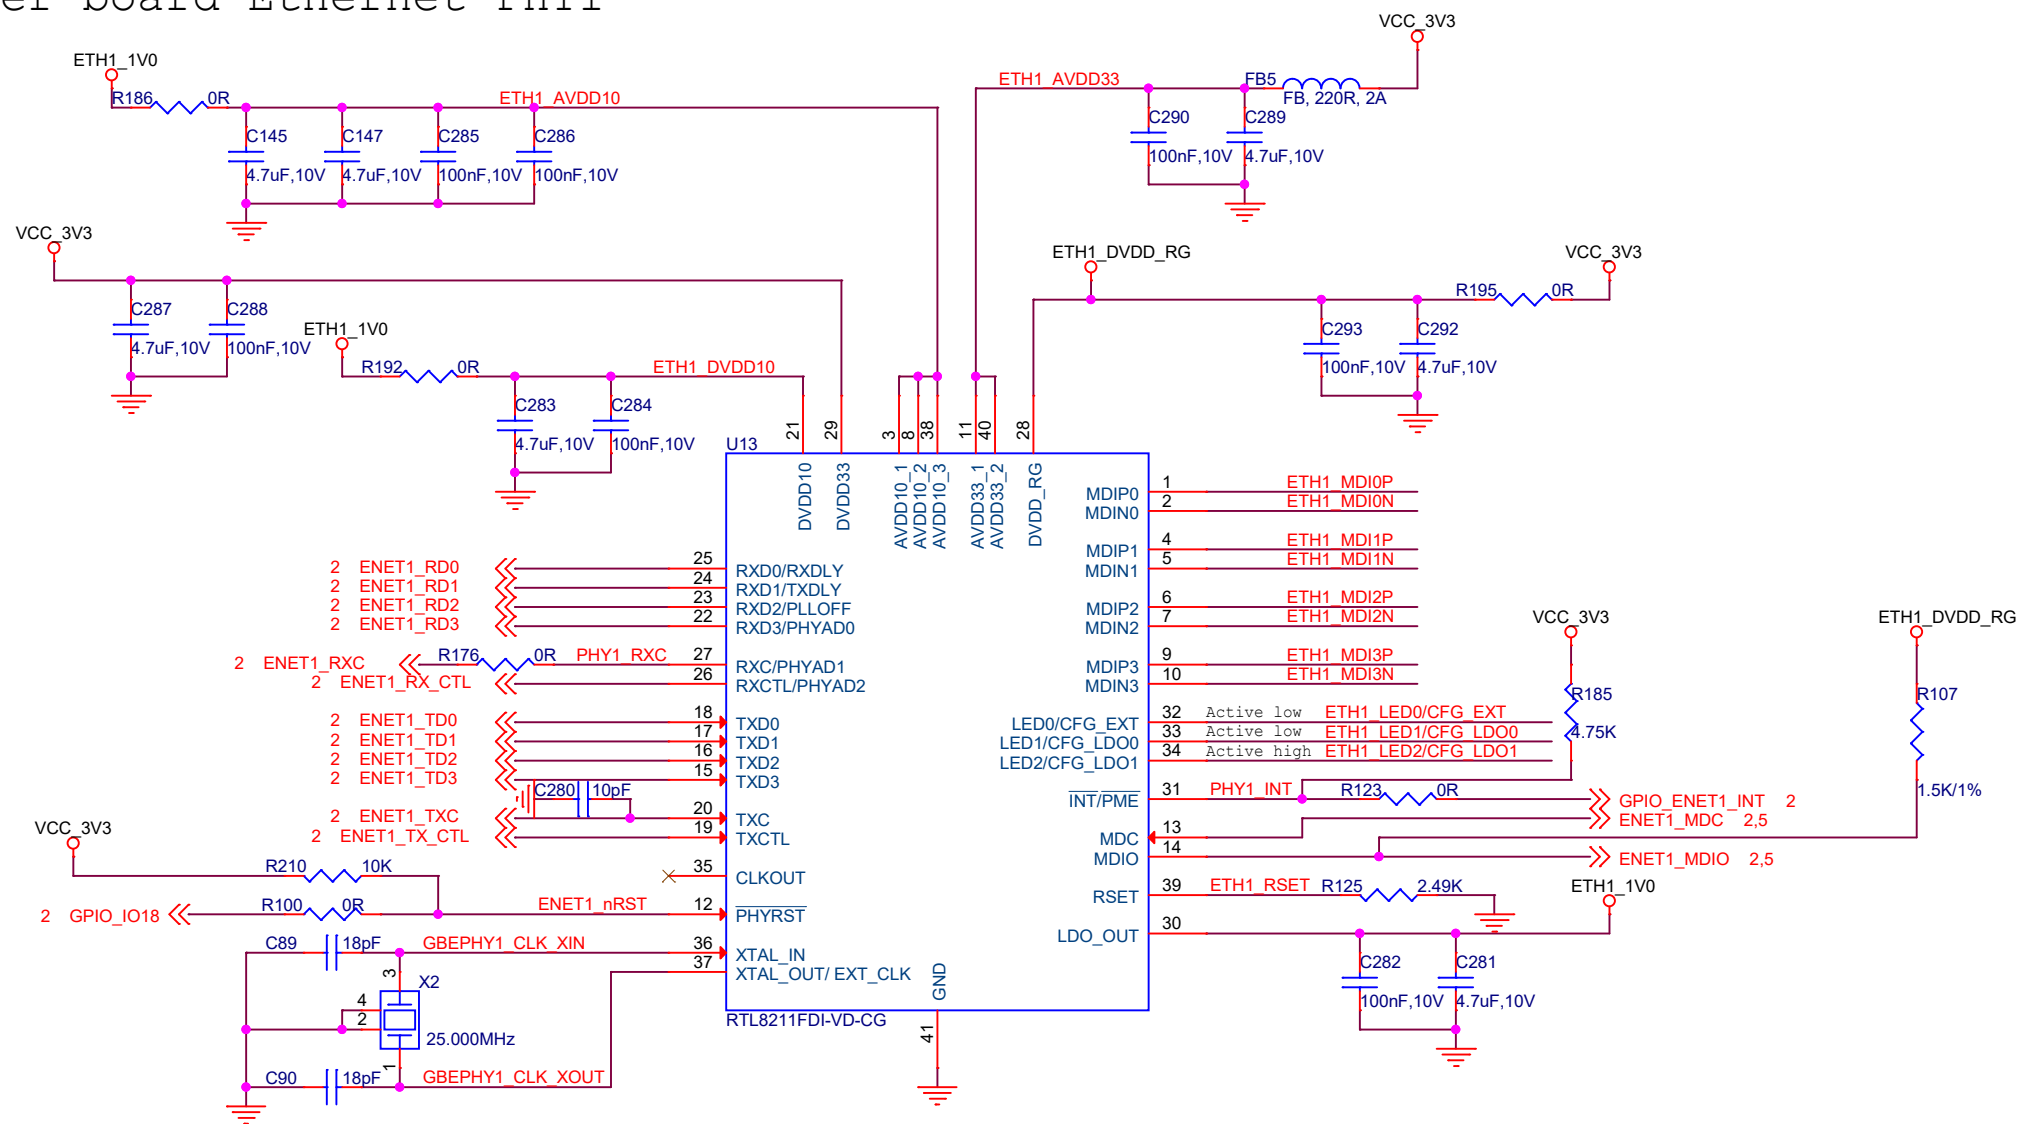 er board Ethernet PHY1
VCC_3V3
ETH1_1V0
ETH1_AVDD33
FB5
FB, 220R, 2A
R186
0R
ETH1_AVDD10
C145
4.7uF,10V
C147
4.7uF,10V
C285
100nF,10V
C286
100nF,10V
C290
100nF,10V
C289
4.7uF,10V
VCC_3V3
C287
4.7uF,10V
C288
100nF,10V
ETH1_DVDD_RG
VCC_3V3
R195
0R
C293
100nF,10V
C292
4.7uF,10V
ETH1_1V0
R192
0R
ETH1_DVDD10
C283
4.7uF,10V
C284
100nF,10V
U13
21
29
3
8
38
11
40
28
DVDD10
DVDD33
AVDD10_1
AVDD10_2
AVDD10_3
AVDD33_1
AVDD33_2
DVDD_RG
2 ENET1_RD0
25
RXD0/RXDLY
2 ENET1_RD1
24
RXD1/TXDLY
2 ENET1_RD2
23
RXD2/PLLOFF
2 ENET1_RD3
22
RXD3/PHYAD0
2 ENET1_RXC
R176
0R
PHY1_RXC
27
RXC/PHYAD1
2 ENET1_RX_CTL
26
RXCTL/PHYAD2
2 ENET1_TD0
18
TXD0
2 ENET1_TD1
17
TXD1
2 ENET1_TD2
16
TXD2
2 ENET1_TD3
15
TXD3
C280
10pF
2 ENET1_TXC
20
TXC
2 ENET1_TX_CTL
19
TXCTL
VCC_3V3
R210
10K
35
CLKOUT
2 GPIO_IO18
R100
0R
ENET1_nRST
12
PHYRST
C89
18pF
GBEPHY1_CLK_XIN
36
XTAL_IN
37
XTAL_OUT/ EXT_CLK
3
X2
4
2
25.000MHz
1
C90
18pF
GBEPHY1_CLK_XOUT
RTL8211FDI-VD-CG
GND
41
MDIP0
1
ETH1_MDI0P
MDIN0
2
ETH1_MDI0N
MDIP1
4
ETH1_MDI1P
MDIN1
5
ETH1_MDI1N
MDIP2
6
ETH1_MDI2P
MDIN2
7
ETH1_MDI2N
MDIP3
9
ETH1_MDI3P
MDIN3
10
ETH1_MDI3N
LED0/CFG_EXT
32
Active low
ETH1_LED0/CFG_EXT
LED1/CFG_LDO0
33
Active low
ETH1_LED1/CFG_LDO0
LED2/CFG_LDO1
34
Active high
ETH1_LED2/CFG_LDO1
VCC_3V3
R185
4.75K
ETH1_DVDD_RG
R107
1.5K/1%
INT/PME
31
PHY1_INT
R123
0R
GPIO_ENET1_INT 2
MDC
13
ENET1_MDC 2,5
MDIO
14
ENET1_MDIO 2,5
RSET
39
ETH1_RSET
R125
2.49K
ETH1_1V0
LDO_OUT
30
C282
100nF,10V
C281
4.7uF,10V